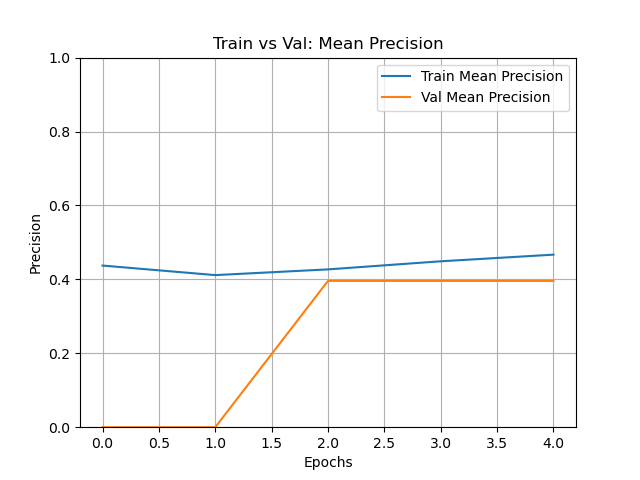 Train vs Val: Mean Precision
Train Mean Precision
Val Mean Precision
Precision
1.0
0.8
0.6
0.4
0.2
0.0
0.0 0.5 1.0 1.5 2.0 2.5 3.0 3.5 4.0
Epochs